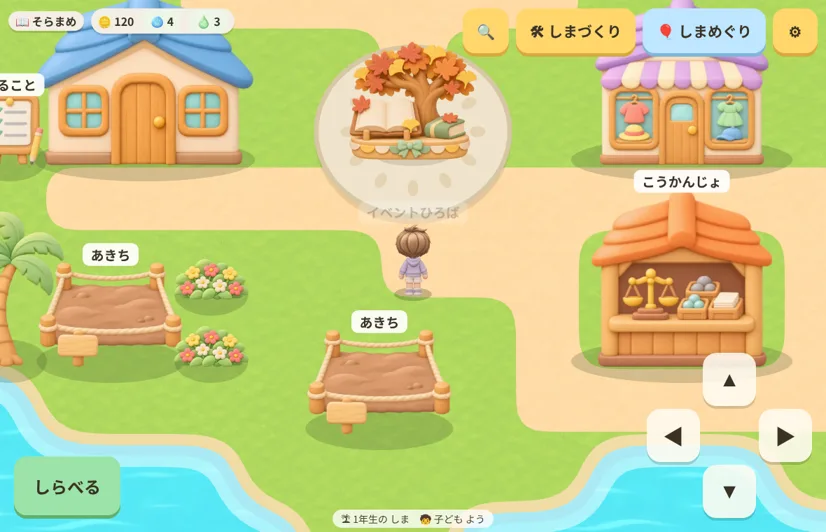 そらまめ
120 4 3
しまづくり
しまめぐり
ること
こうかんじょ
イベントひろば
あきち
あきち
しらべる
1年生の しま 子ども よう